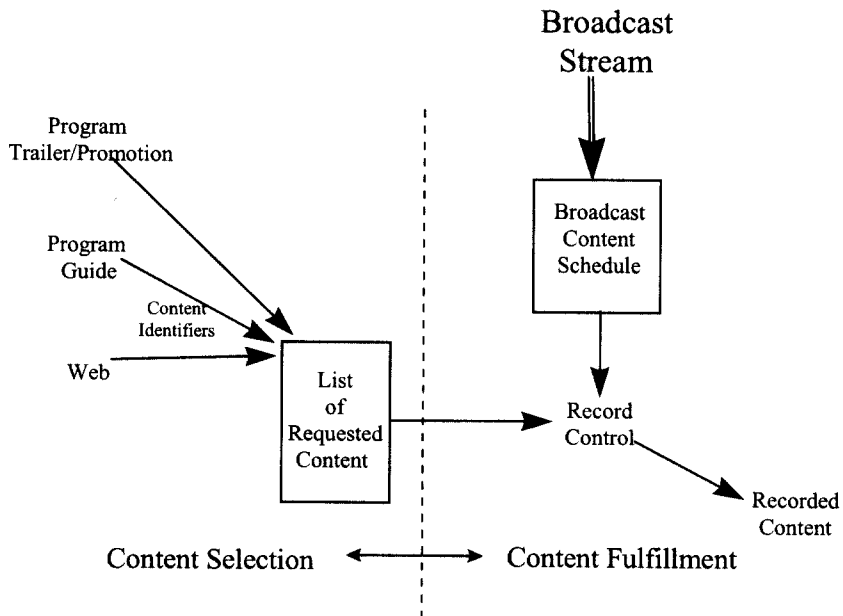 Broadcast
Stream
Program
Trailer/Promotion
Program
Guide
Content
Identifiers
Web
List
of
Requested
Content
Broadcast
Content
Schedule
Record
Control
Recorded
Content
Content Selection
Content Fulfillment